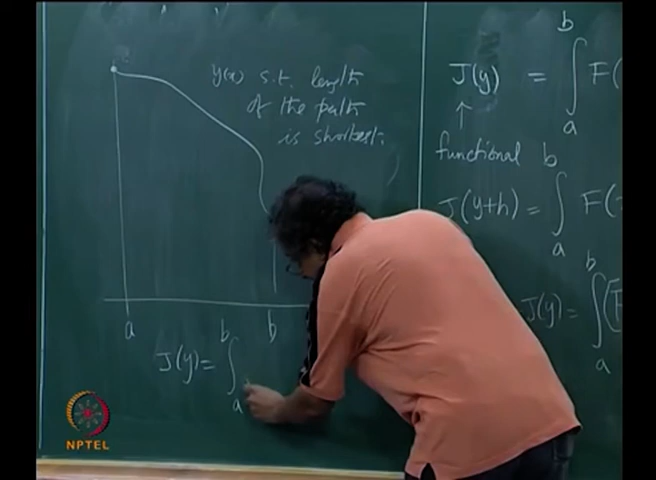 y(x) s.t. length
of the path
is shortest.
a b
J(y) = ∫_a^b
J(y) = ∫_a^b F(
↑
functional
J(y+h) = ∫_a^b F(
J(y) = ∫_a^b (F
NPTEL